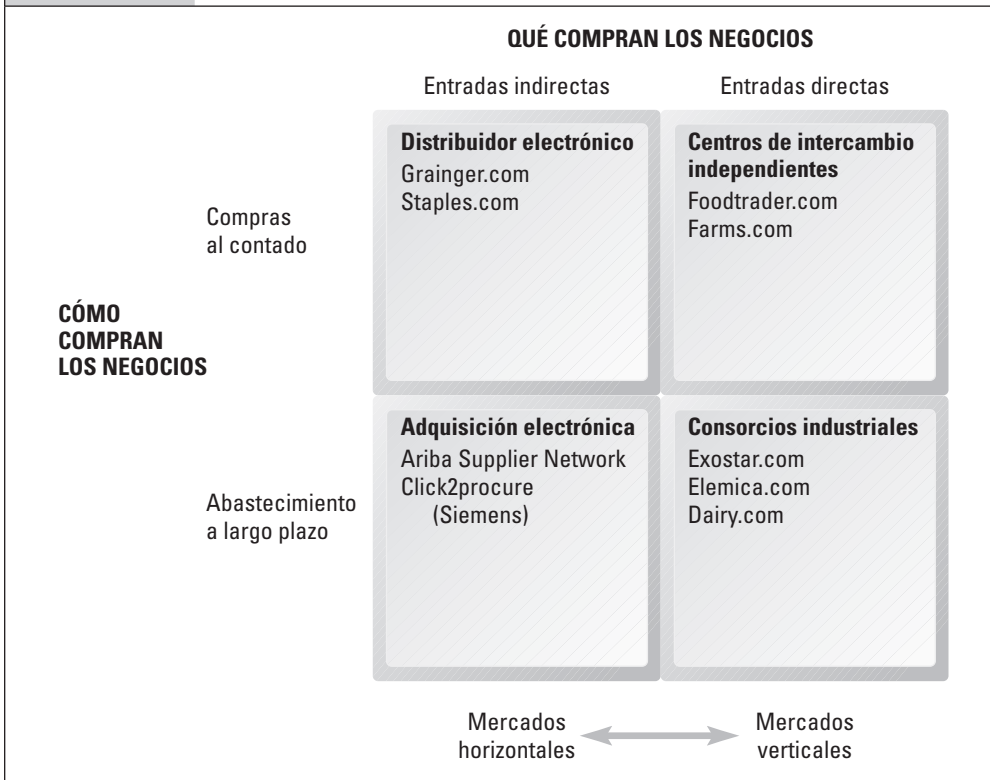 QUÉ COMPRAN LOS NEGOCIOS
Entradas indirectas
Entradas directas
CÓMO
COMPRAN
LOS NEGOCIOS
Compras
al contado
Distribuidor electrónico
Grainger.com
Staples.com
Centros de intercambio
independientes
Foodtrader.com
Farms.com
Abastecimiento
a largo plazo
Adquisición electrónica
Ariba Supplier Network
Click2procure
(Siemens)
Consorcios industriales
Exostar.com
Elemica.com
Dairy.com
Mercados
horizontales
Mercados
verticales